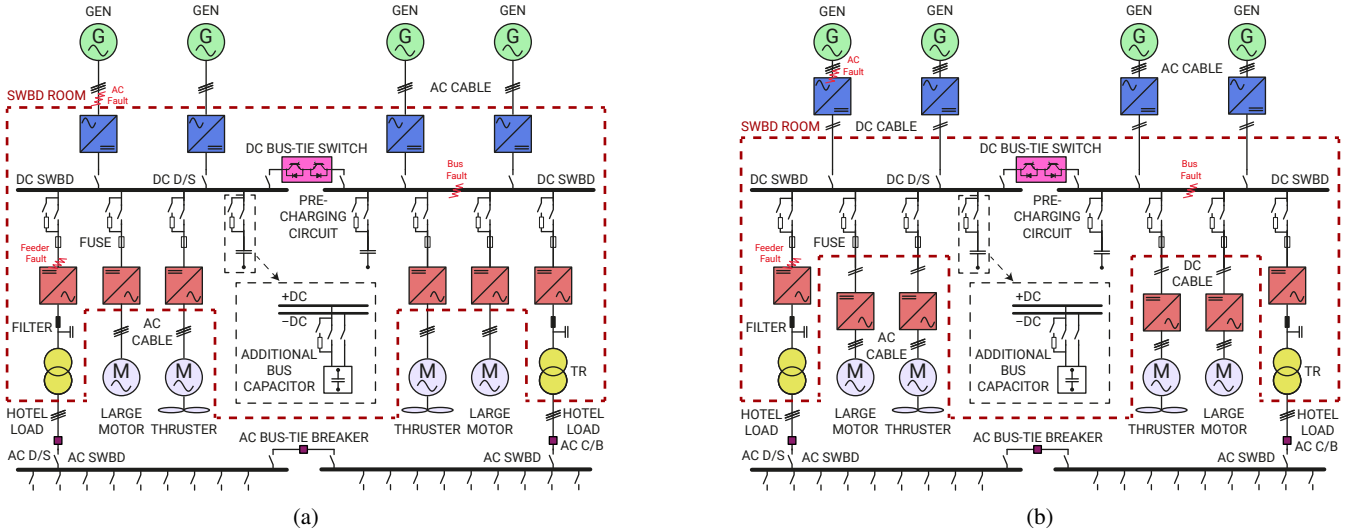 GEN
GEN
GEN
GEN
G
G
G
G
AC CABLE
SWBD ROOM
AC
Fault
DC BUS-TIE SWITCH
DC SWBD
DC D/S
Bus
Fault
DC SWBD
PRE-
CHARGING
CIRCUIT
FUSE
Feeder
Fault
+DC
−DC
FILTER
AC
CABLE
ADDITIONAL
BUS
CAPACITOR
M
M
M
M
TR
HOTEL
LOAD
LARGE
MOTOR
THRUSTER
THRUSTER
LARGE
MOTOR
HOTEL
LOAD
AC C/B
AC BUS-TIE BREAKER
AC D/S
AC SWBD
AC SWBD
(a)
GEN
GEN
GEN
GEN
G
G
G
G
AC
Fault
AC CABLE
SWBD ROOM
DC CABLE
DC BUS-TIE SWITCH
DC SWBD
DC D/S
Bus
Fault
DC SWBD
PRE-
CHARGING
CIRCUIT
FUSE
Feeder
Fault
DC
CABLE
+DC
−DC
FILTER
AC
CABLE
ADDITIONAL
BUS
CAPACITOR
M
M
M
M
TR
HOTEL
LOAD
LARGE
MOTOR
THRUSTER
THRUSTER
LARGE
MOTOR
HOTEL
LOAD
AC C/B
AC BUS-TIE BREAKER
AC D/S
AC SWBD
AC SWBD
(b)